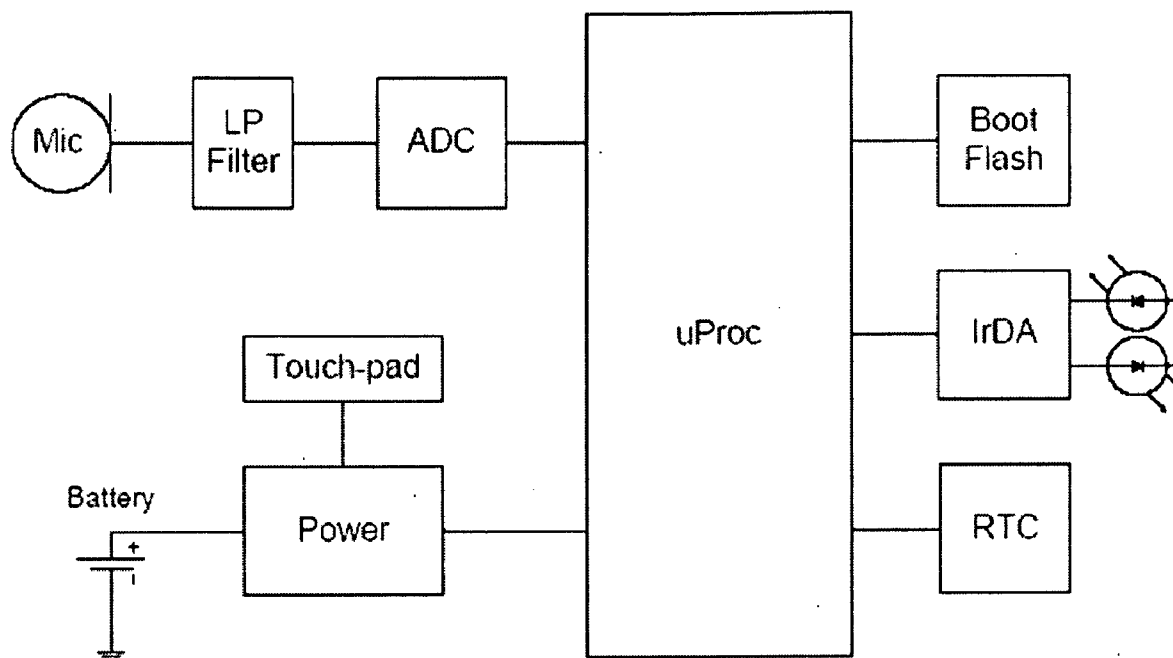 Mic
LP
Filter
ADC
uProc
Boot
Flash
IrDA
RTC
Touch-pad
Power
Battery
+
-